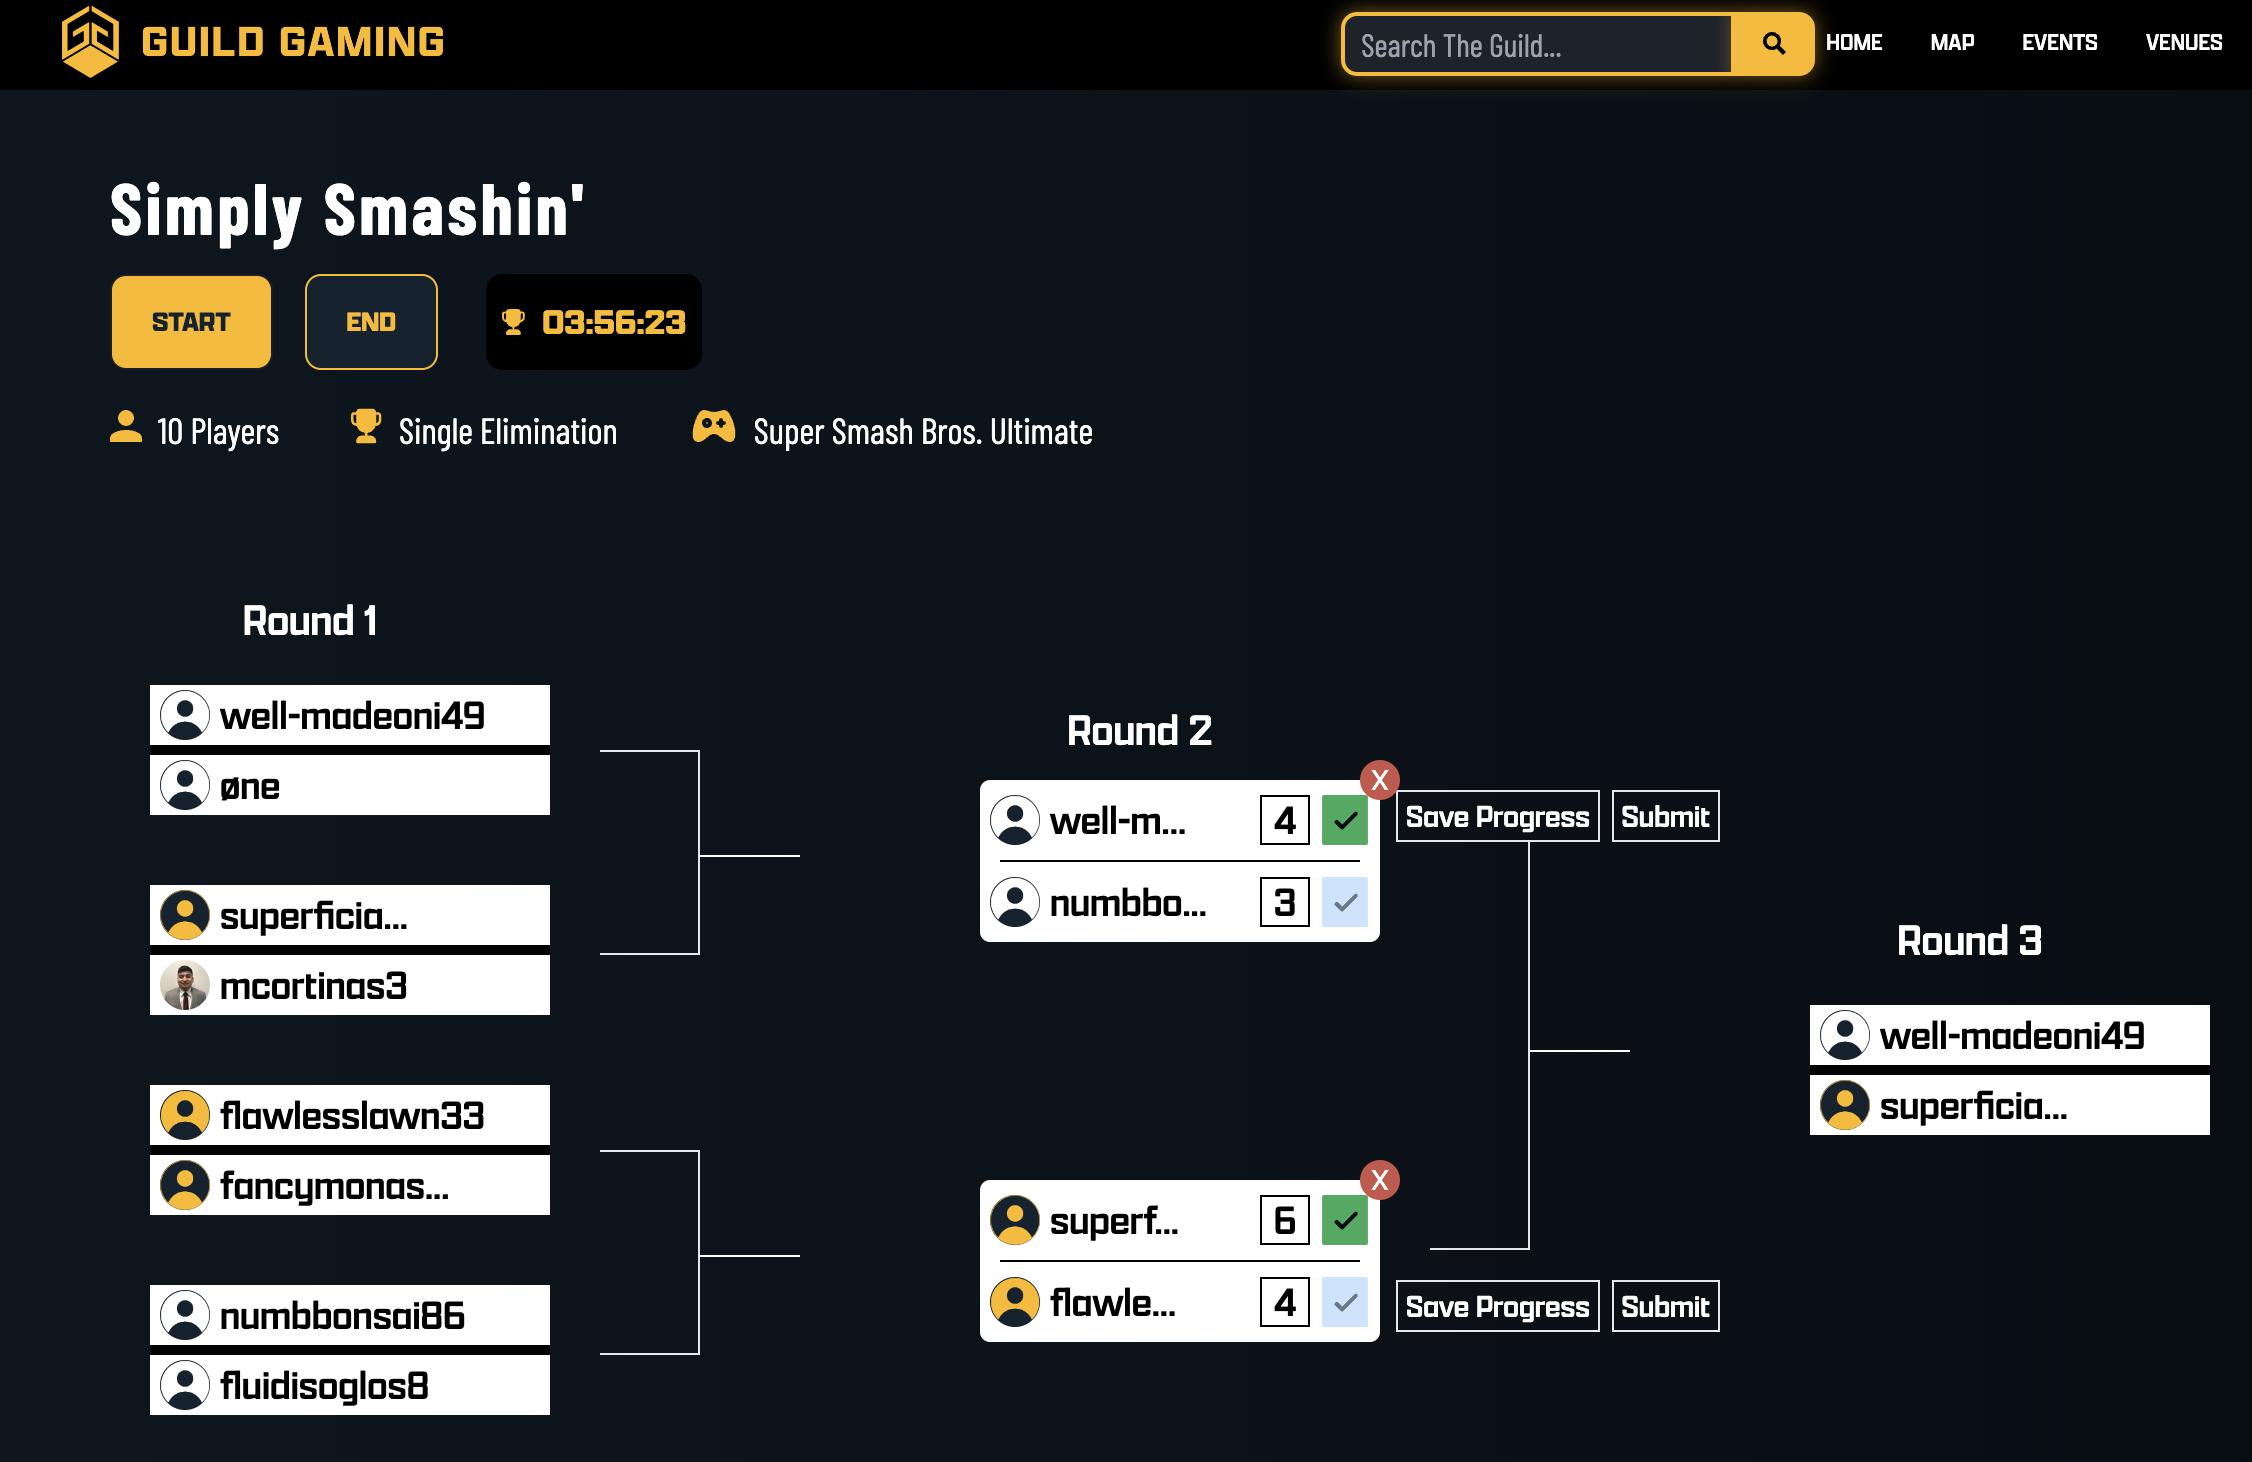 GUILD GAMING
Search The Guild...
HOME
MAP
EVENTS
VENUES
Simply Smashin'
START
END
03:56:23
10 Players
Single Elimination
Super Smash Bros. Ultimate
Round 1
well-madeoni49
øne
superficia...
mcortinas3
flawlesslawn33
fancymonas...
numbbonsai86
fluidisoglos8
Round 2
X
well-m...
4
Save Progress
Submit
numbbo...
3
X
superf...
6
flawle...
4
Save Progress
Submit
Round 3
well-madeoni49
superficia...